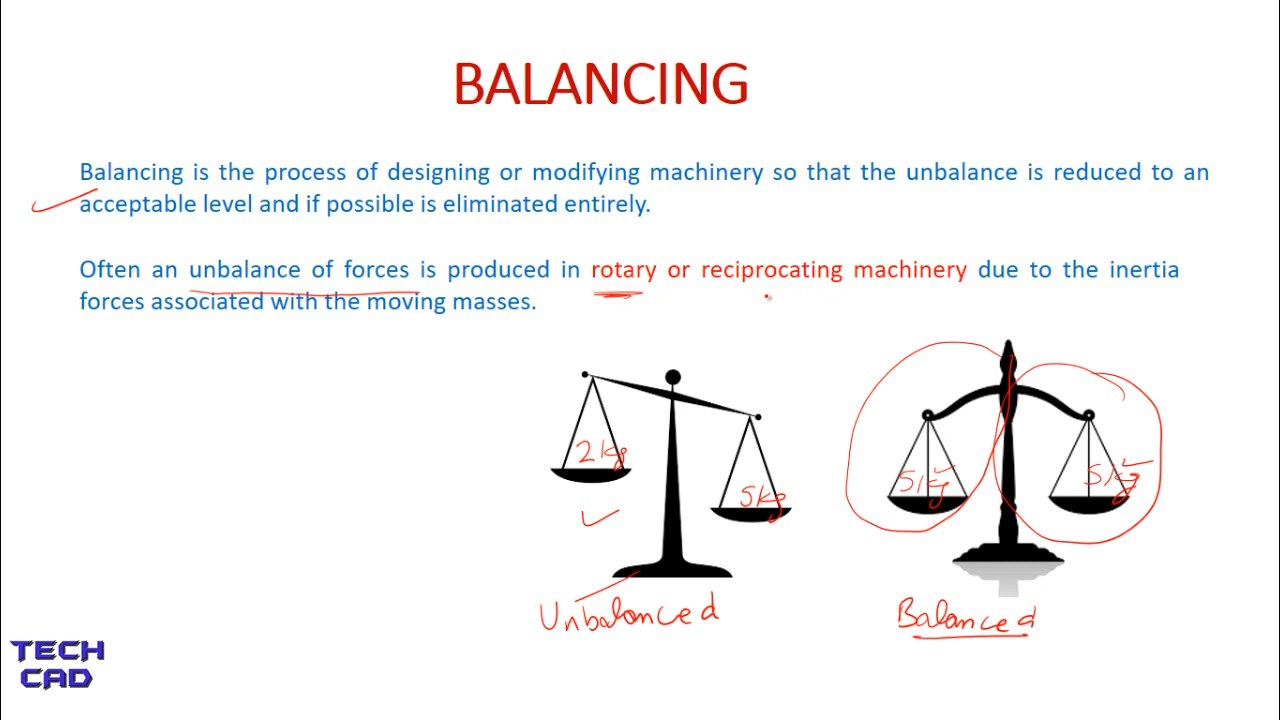 BALANCING
Balancing is the process of designing or modifying machinery so that the unbalance is reduced to an
acceptable level and if possible is eliminated entirely.
Often an unbalance of forces is produced in rotary or reciprocating machinery due to the inertia
forces associated with the moving masses.
2kg
5kg
5kg
5kg
Unbalanced
Balanced
TECH
CAD